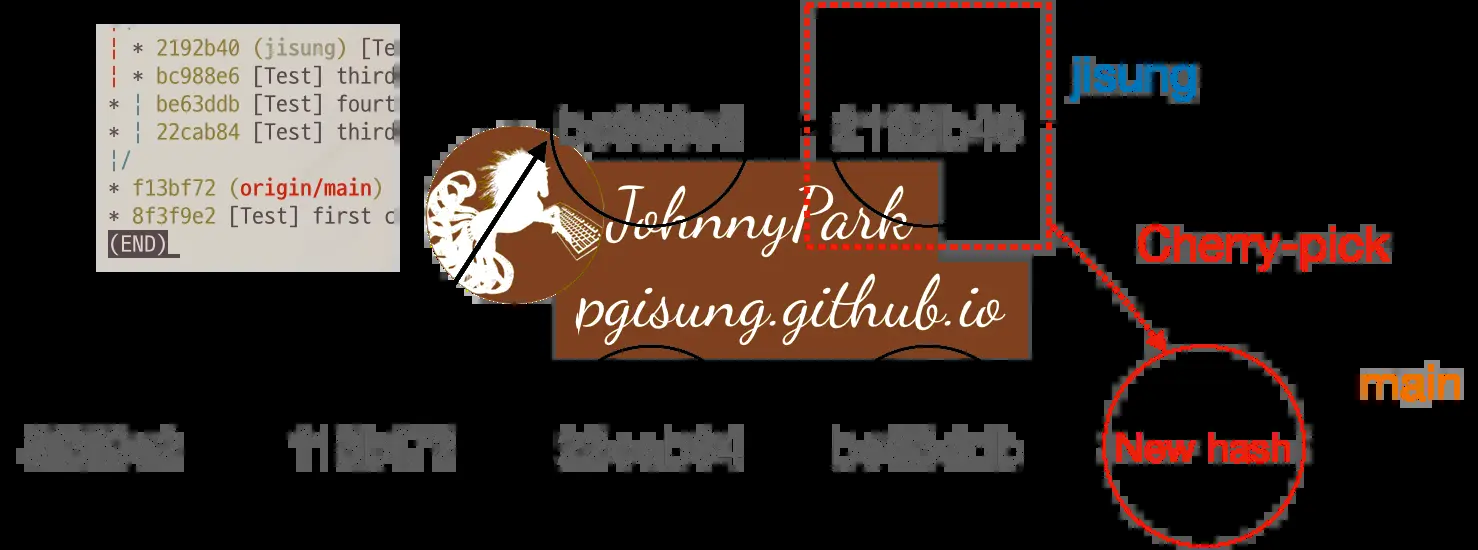 * 2192b40 (jisung) [Te
* bc988e6 [Test] third
* be63ddb [Test] fourt
* 22cab84 [Test] third
* f13bf72 (origin/main)
* 8f3f9e2 [Test] first c
(END)
jisung
bc988e6
2192b40
JohnnyPark
Cherry-pick
pgisung.github.io
main
8f3f9e2
f13bf72
22cab84
be63ddb
New hash